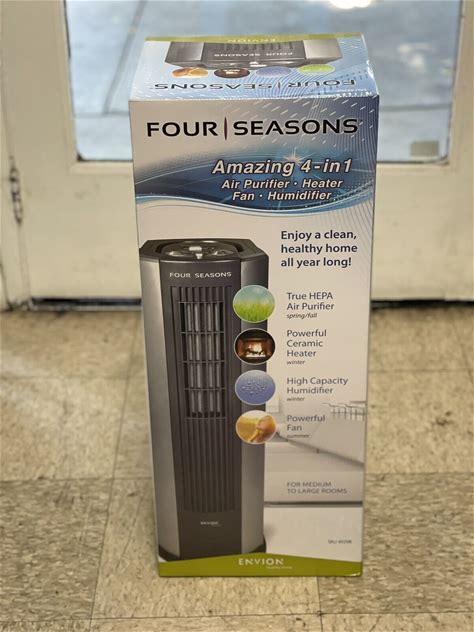 FOUR SEASONS
FOUR | SEASONS
Amazing 4-in1
Air Purifier • Heater
Fan • Humidifier
Enjoy a clean,
healthy home
all year long!
FOUR SEASONS
True HEPA
Air Purifier
spring/fall
Powerful
Ceramic
Heater
winter
High Capacity
Humidifier
winter
Powerful
Fan
summer
FOR MEDIUM
TO LARGE ROOMS
ENVION
ENVION